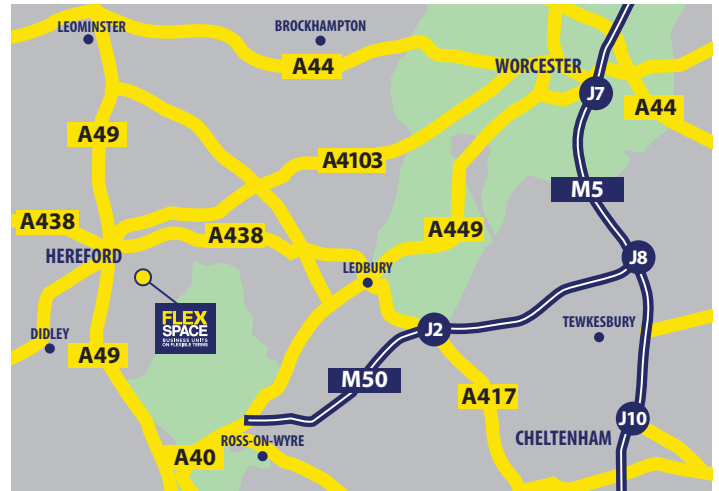 LEOMINSTER
BROCKHAMPTON
A44
WORCESTER
J7
A44
A49
A4103
M5
A438
A438
A449
HEREFORD
J8
LEDBURY
FLEX
SPACE
BUSINESS UNITS
ON FLEXIBLE TERMS
J2
TEWKESBURY
DIDLEY
A49
M50
A417
J10
CHELTENHAM
ROSS-ON-WYRE
A40